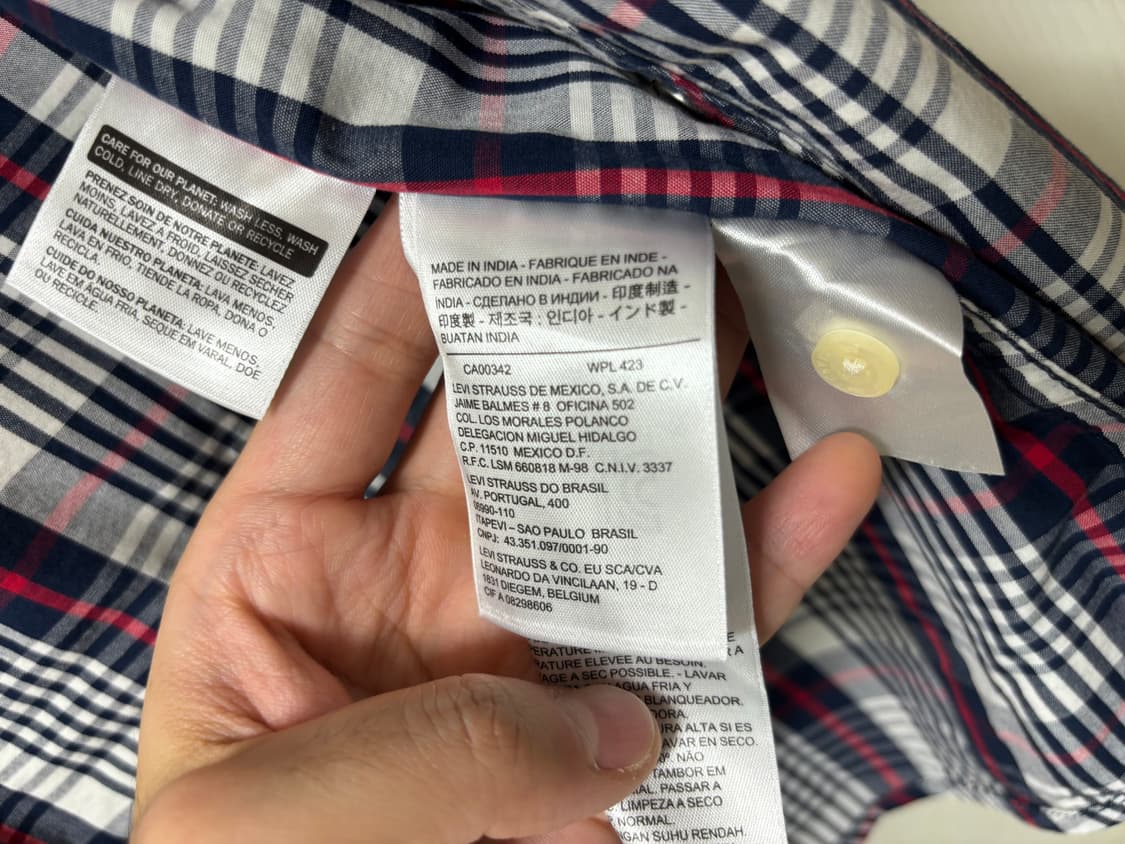 CARE FOR OUR PLANET: WASH LESS, WASH
COLD, LINE DRY, DONATE OR RECYCLE
PRENEZ SOIN DE NOTRE PLANETE: LAVEZ
MOINS, LAVEZ A FROID, LAISSEZ SECHER
NATURELLEMENT, DONNEZ OU RECYCLEZ
CUIDA NUESTRO PLANETA: LAVA MENOS,
LAVA EN FRIO, TIENDE LA ROPA, DONA O
RECICLA.
CUIDE DO NOSSO PLANETA: LAVE MENOS,
LAVE EM ÁGUA FRIA, SEQUE EM VARAL, DOE
OU RECICLE.
MADE IN INDIA - FABRIQUE EN INDE -
FABRICADO EN INDIA - FABRICADO NA
ÍNDIA - СДЕЛАНО В ИНДИИ - 印度制造 -
印度製 - 제조국 : 인디아 - インド製 -
BUATAN INDIA
CA00342 WPL 423
LEVI STRAUSS DE MEXICO, S.A. DE C.V.
JAIME BALMES # 8 OFICINA 502
COL. LOS MORALES POLANCO
DELEGACION MIGUEL HIDALGO
C.P. 11510 MEXICO D.F.
R.F.C. LSM 660818 M-98 C.N.I.V. 3337
LEVI STRAUSS DO BRASIL
AV. PORTUGAL, 400
06990-110
ITAPEVI – SAO PAULO BRASIL
CNPJ: 43.351.097/0001-90
LEVI STRAUSS & CO. EU SCA/CVA
LEONARDO DA VINCILAAN, 19 - D
1831 DIEGEM, BELGIUM
CIF A 08298606
ELEVEE AU BESOIN.
A SEC POSSIBLE. - LAVAR
AGUA FRIA Y
BLANQUEADOR.
ALTA SI ES
LAVAR EN SECO.
NÃO
TAMBOR EM
PASSAR A
LIMPEZA A SECO
NORMAL.
SUHU RENDAH.